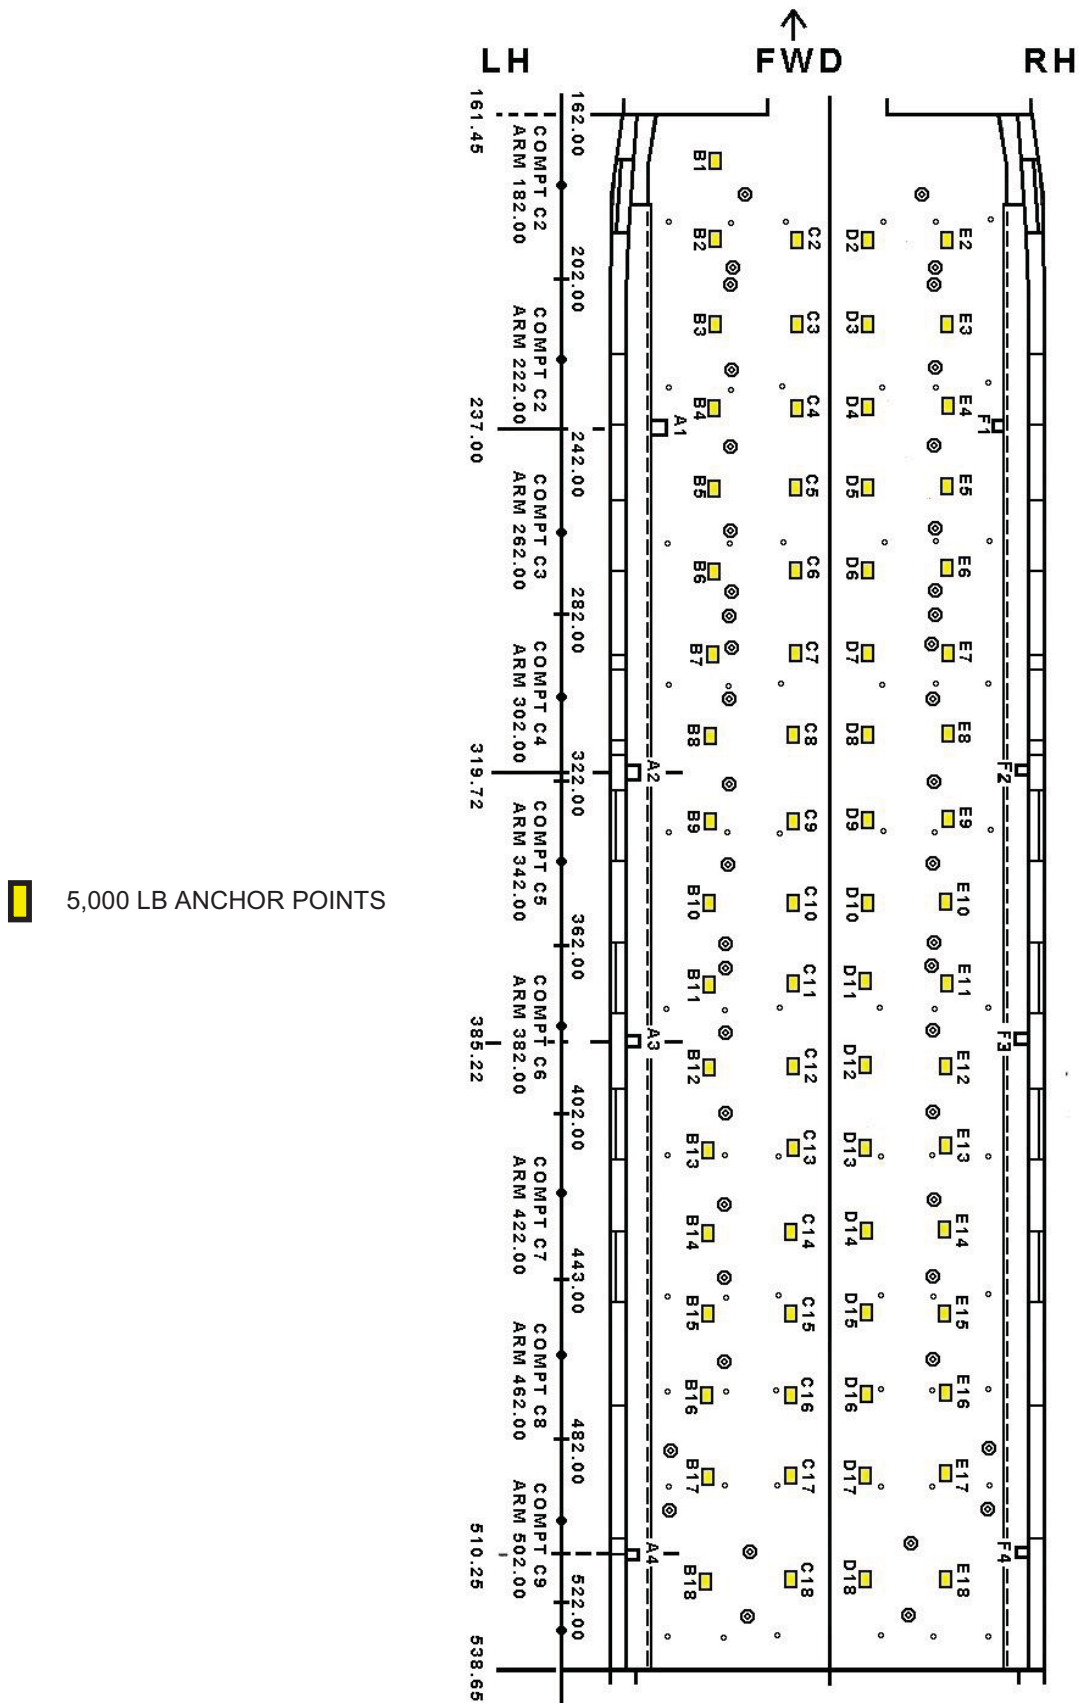 LH FWD RH
161.45
162.00
COMPT C2
ARM 182.00
202.00
COMPT C2
ARM 222.00
237.00
242.00
COMPT C3
ARM 262.00
282.00
COMPT C4
ARM 302.00
319.72
322.00
COMPT C5
ARM 342.00
362.00
COMPT C6
ARM 382.00
385.22
402.00
COMPT C7
ARM 422.00
443.00
COMPT C8
ARM 462.00
482.00
COMPT C9
ARM 502.00
510.25
522.00
538.65
B1
B2 C2 D2 E2
B3 C3 D3 E3
B4 C4 D4 E4
A1 F1
B5 C5 D5 E5
B6 C6 D6 E6
B7 C7 D7 E7
B8 C8 D8 E8
A2 F2
B9 C9 D9 E9
B10 C10 D10 E10
B11 C11 D11 E11
A3 F3
B12 C12 D12 E12
B13 C13 D13 E13
B14 C14 D14 E14
B15 C15 D15 E15
B16 C16 D16 E16
B17 C17 D17 E17
A4 F4
B18 C18 D18 E18
5,000 LB ANCHOR POINTS